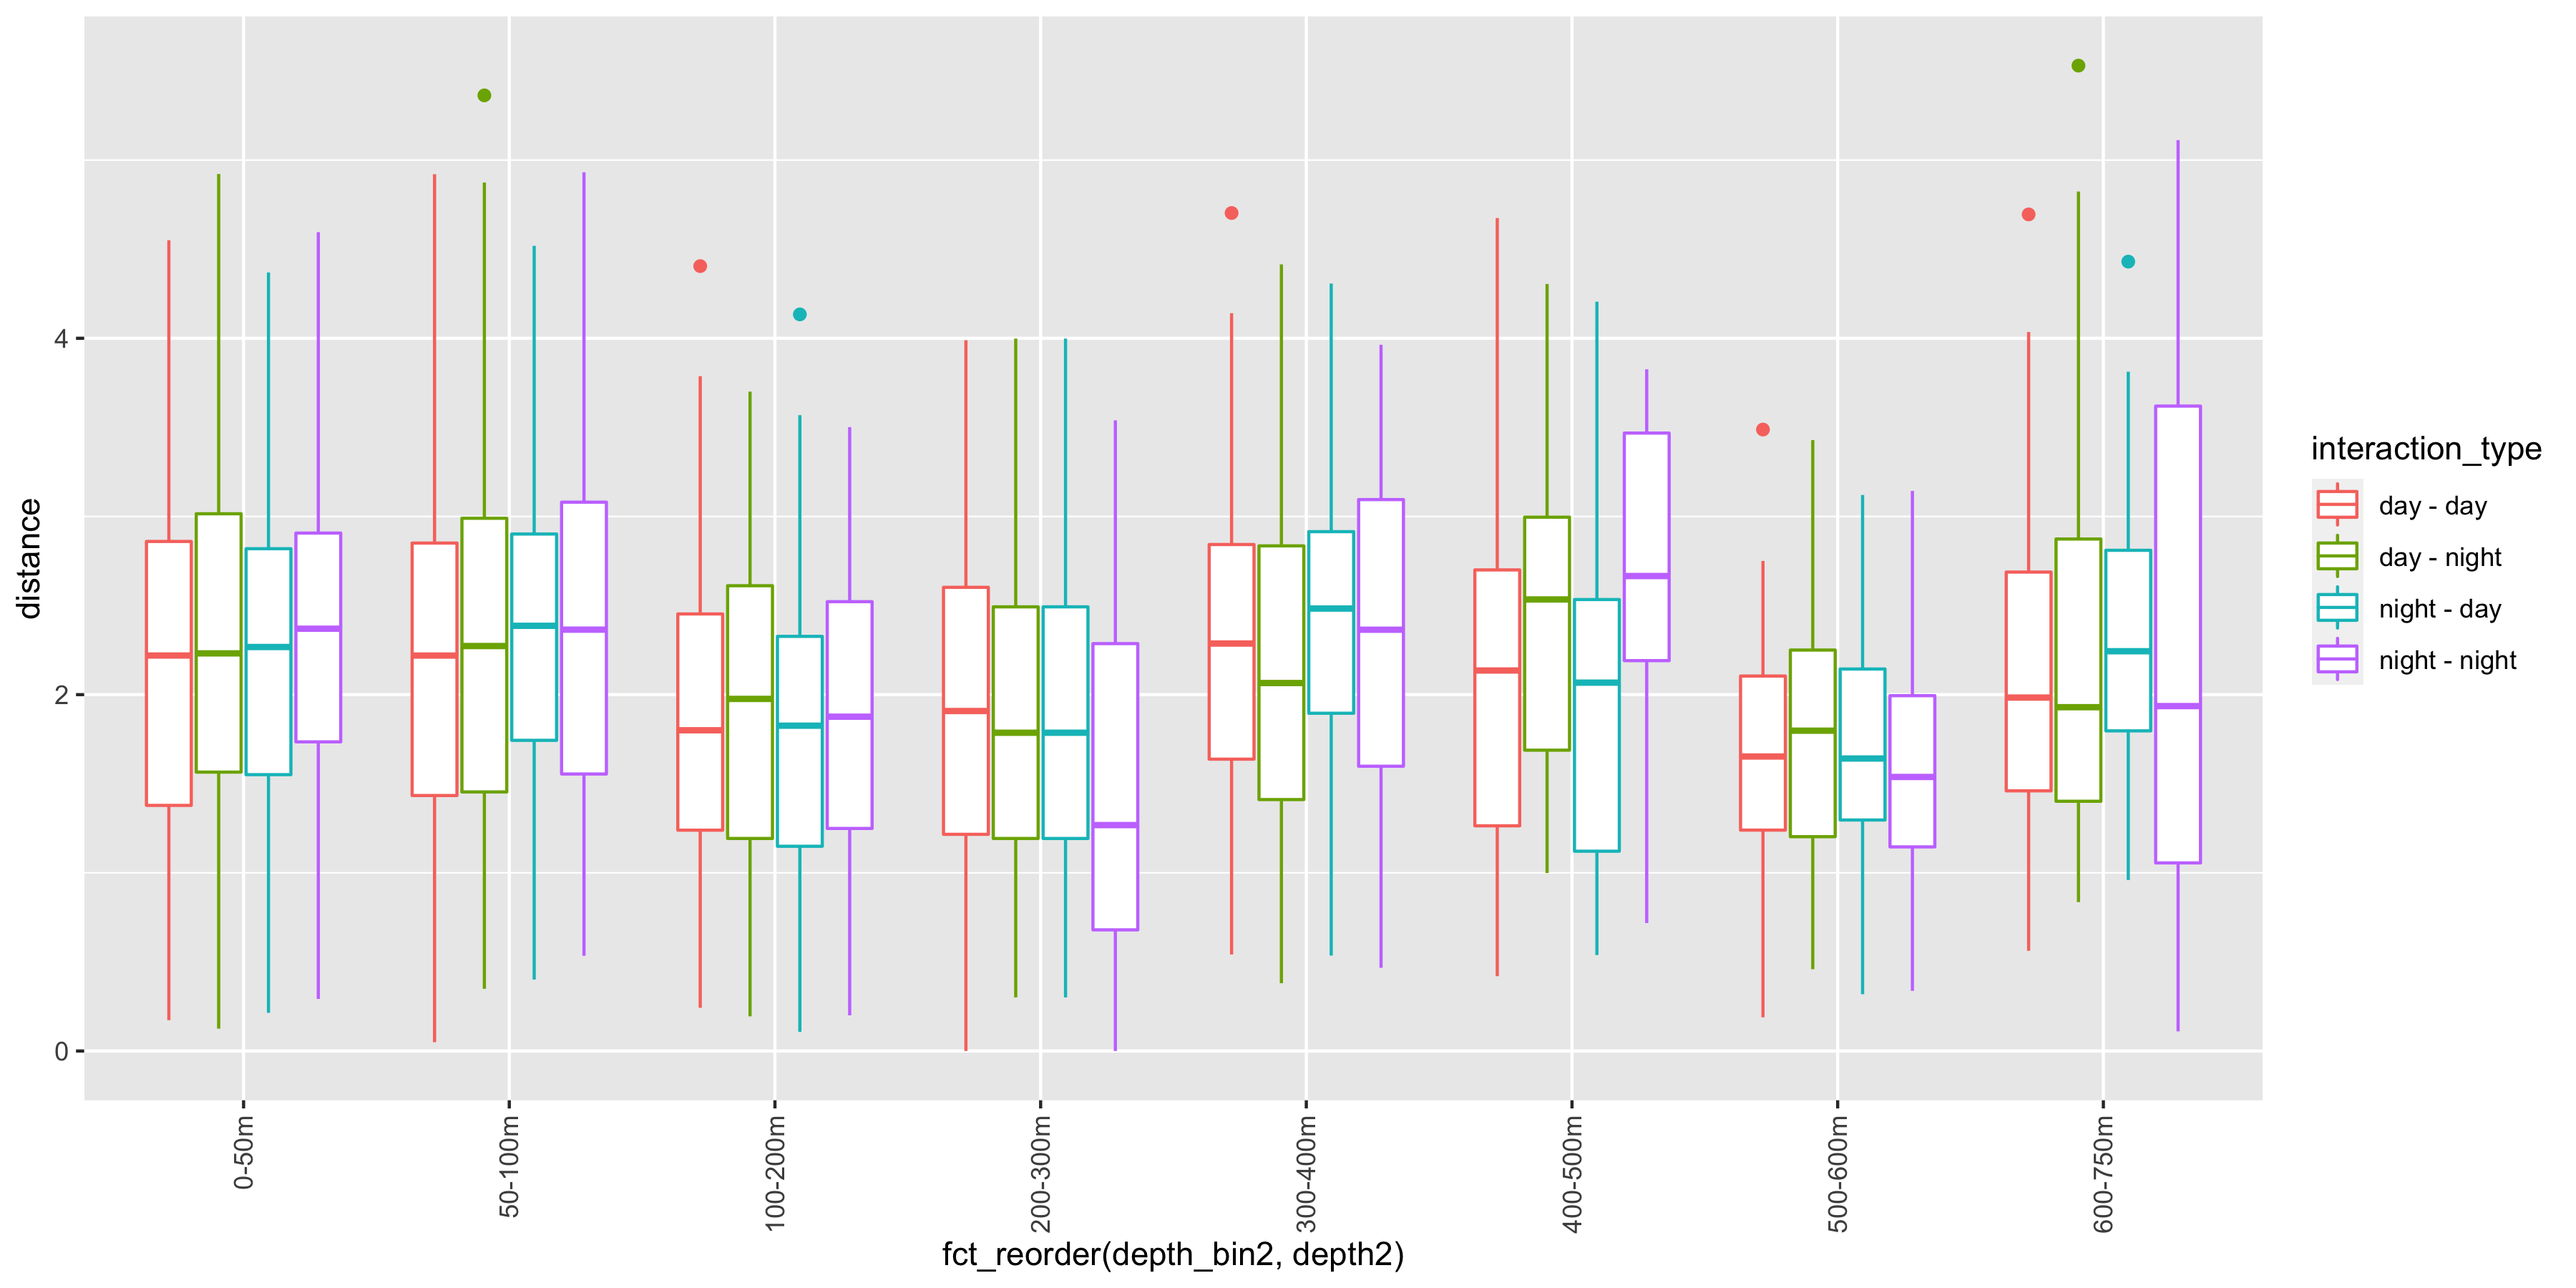 distance
4
2
0
0-50m
50-100m
100-200m
200-300m
300-400m
400-500m
500-600m
600-750m
fct_reorder(depth_bin2, depth2)
interaction_type
day - day
day - night
night - day
night - night